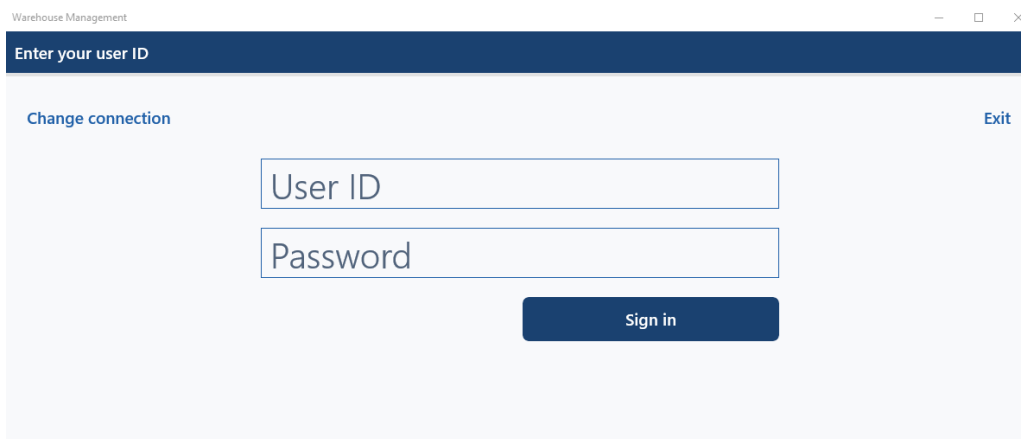 Warehouse Management
Enter your user ID
Change connection
Exit
User ID
Password
Sign in